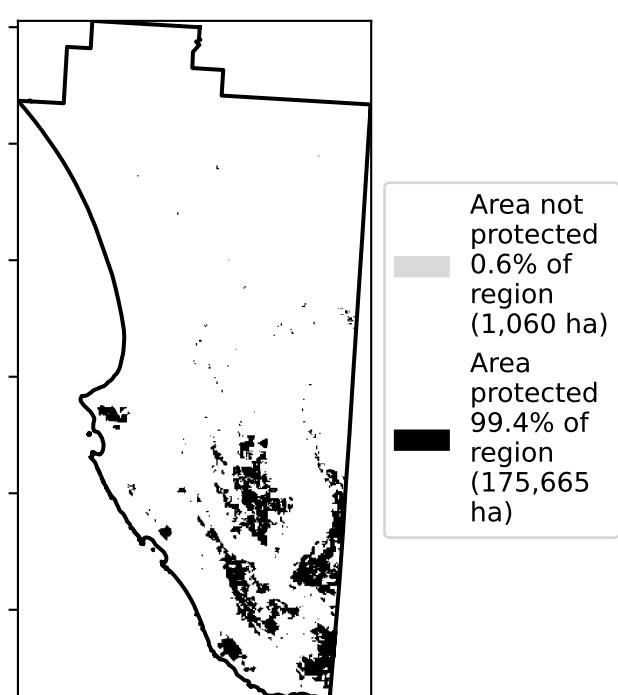 Area not
protected
0.6% of
region
(1,060 ha)
Area
protected
99.4% of
region
(175,665
ha)